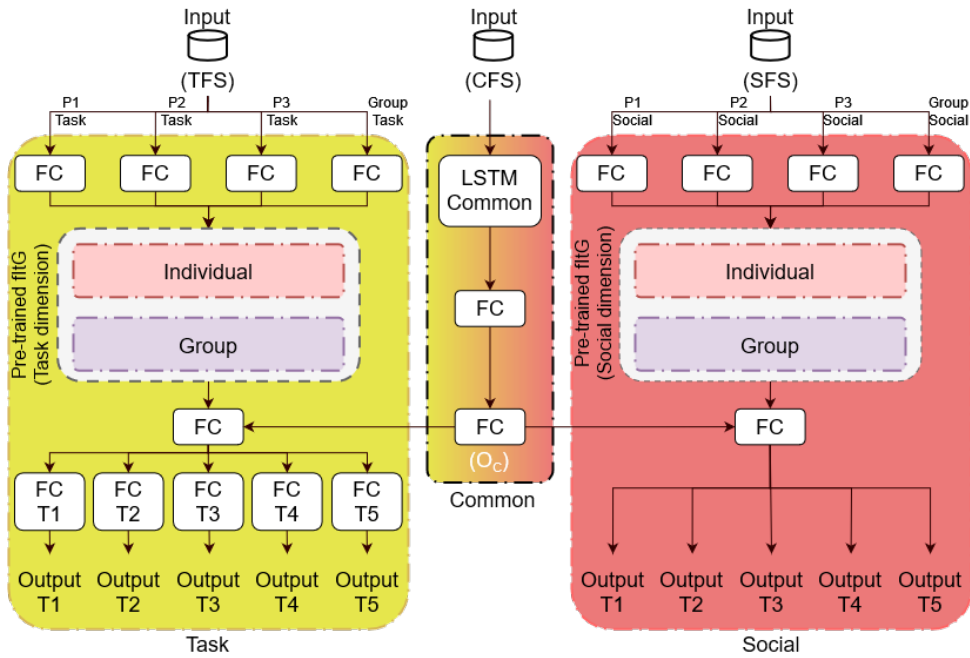 Input
(TFS)
Input
(CFS)
Input
(SFS)
P1
Task
P2
Task
P3
Task
Group
Task
P1
Social
P2
Social
P3
Social
Group
Social
FC
FC
FC
FC
LSTM
Common
FC
FC
FC
FC
Pre-trained fItG
(Task dimension)
Individual
Group
FC
Pre-trained fItG
(Social dimension)
Individual
Group
FC
FC
(O_C)
FC
Common
FC
T1
FC
T2
FC
T3
FC
T4
FC
T5
Output
T1
Output
T2
Output
T3
Output
T4
Output
T5
Output
T1
Output
T2
Output
T3
Output
T4
Output
T5
Task
Social